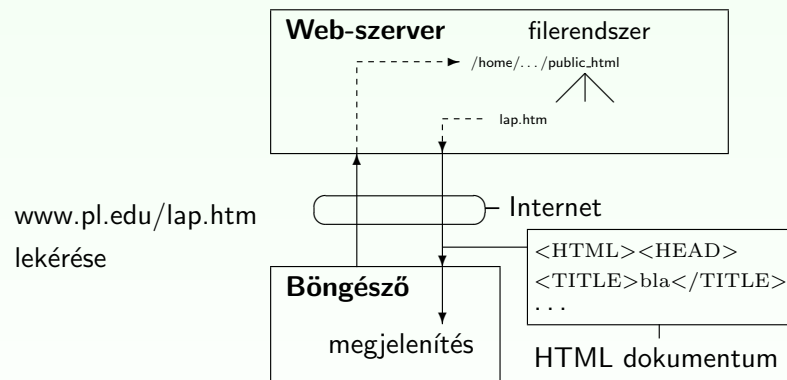 Web-szerver
filerendszer
/home/.../public_html
lap.htm
www.pl.edu/lap.htm
lekérése
Internet
<HTML><HEAD>
<TITLE>bla</TITLE>
...
Böngésző
megjelenítés
HTML dokumentum